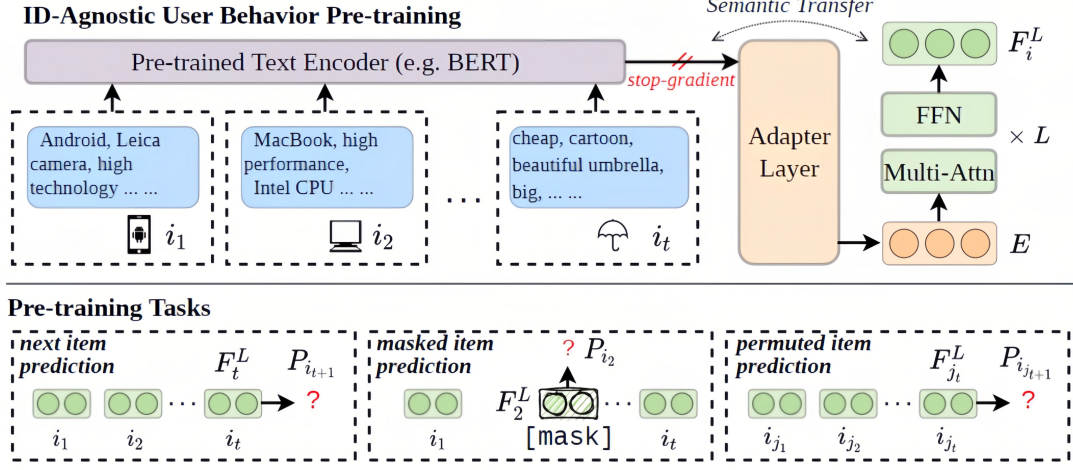 ID-Agnostic User Behavior Pre-training
Semantic Transfer
Pre-trained Text Encoder (e.g. BERT)
stop-gradient
Android, Leica
camera, high
technology ... ...
i_1
MacBook, high
performance,
Intel CPU ... ...
i_2
...
cheap, cartoon,
beautiful umbrella,
big, ... ...
i_t
Adapter
Layer
F_i^L
FFN
× L
Multi-Attn
E
Pre-training Tasks
next item
prediction
F_t^L
P_{i_{t+1}}
...
?
i_1
i_2
i_t
masked item
prediction
? P_{i_2}
F_2^L
...
i_1
[mask]
i_t
permuted item
prediction
F_{j_t}^L
P_{i_{j_{t+1}}}
...
?
i_{j_1}
i_{j_2}
i_{j_t}